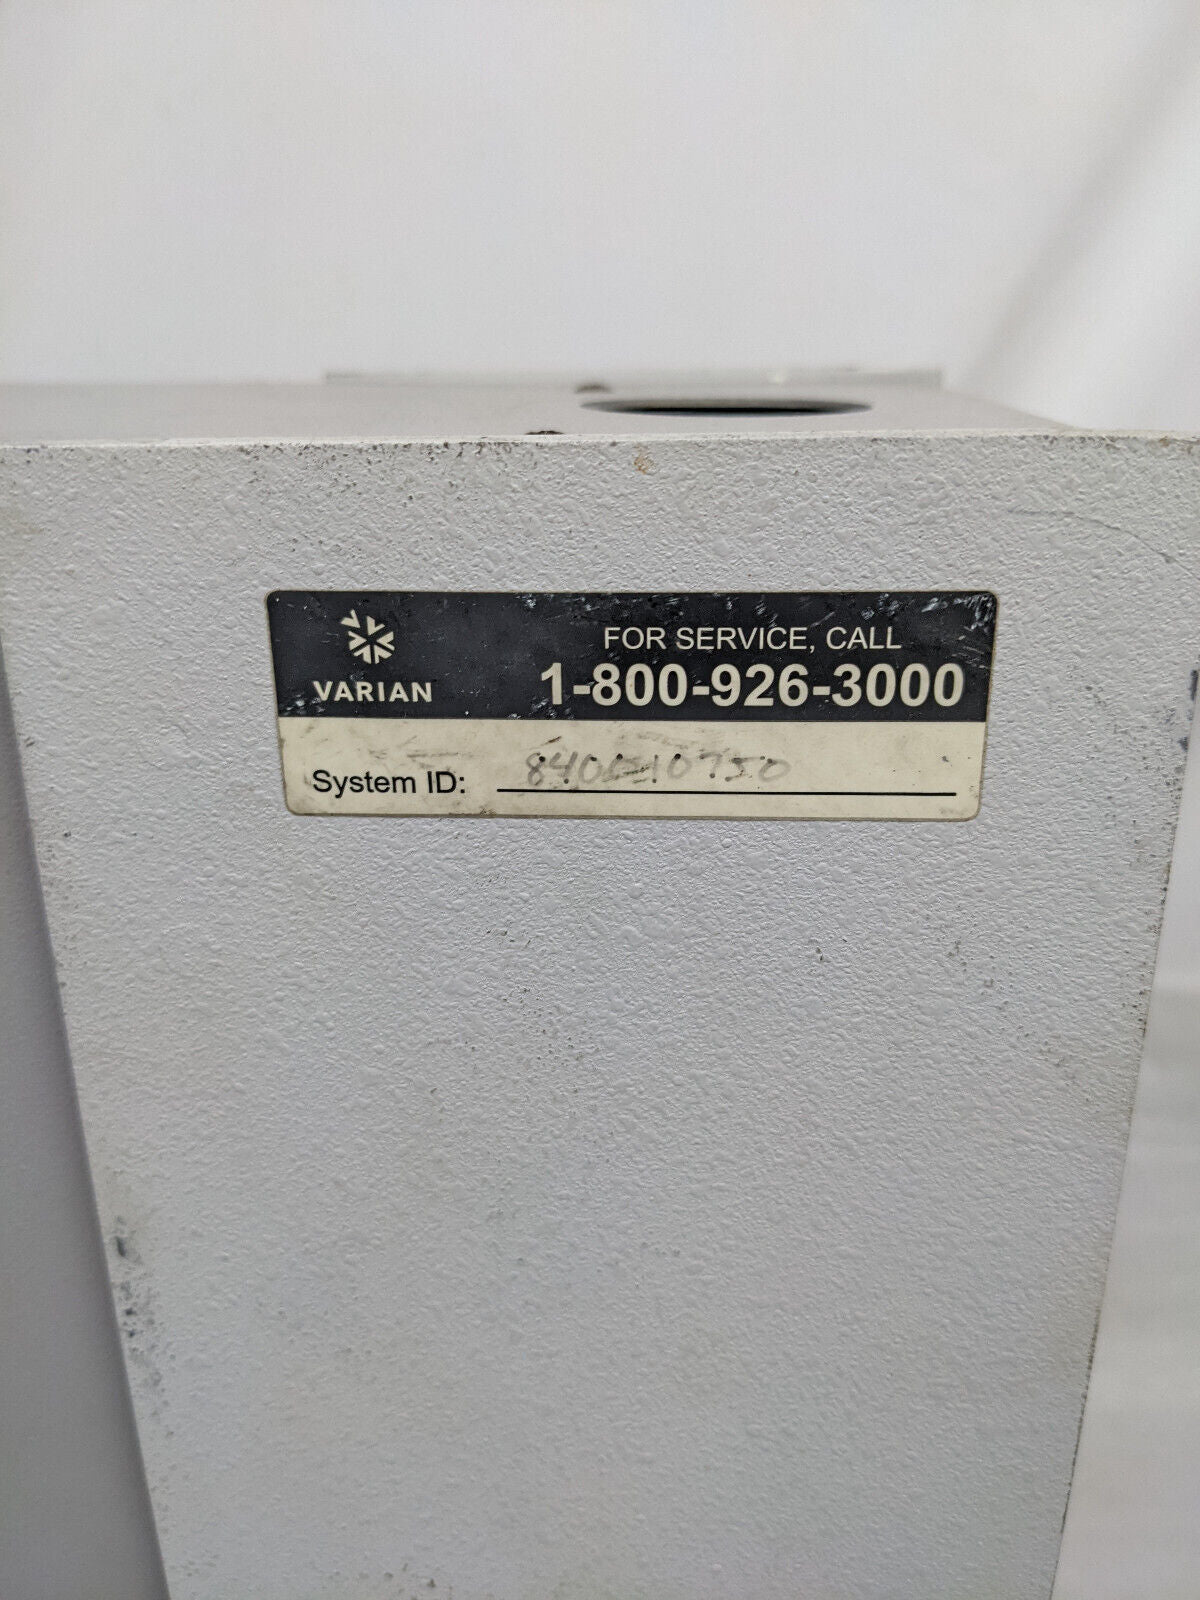 VARIAN
FOR SERVICE, CALL
1-800-926-3000
System ID: